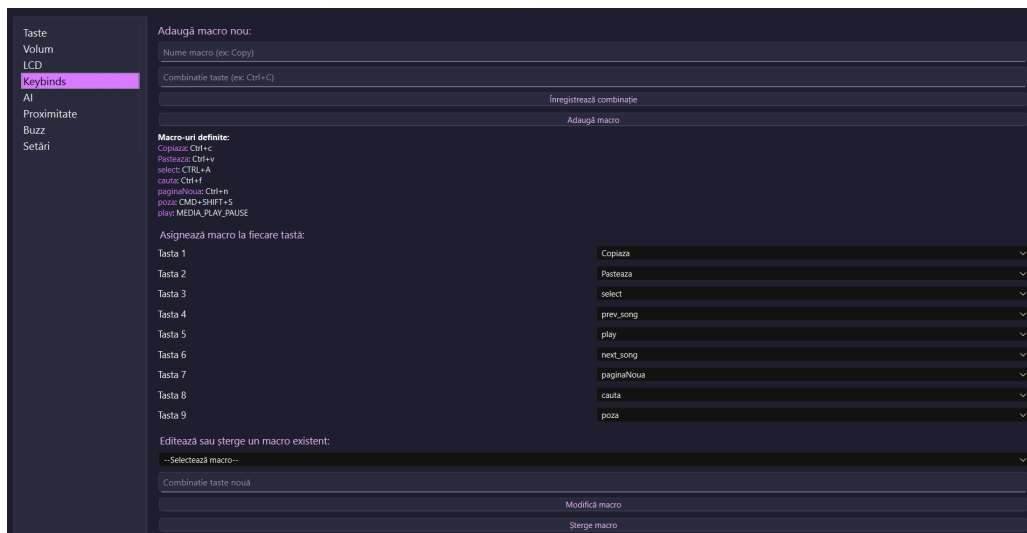 Taste
Volum
LCD
Keybinds
AI
Proximitate
Buzz
Setări
Adaugă macro nou:
Nume macro (ex: Copy)
Combinatie taste (ex: Ctrl+C)
Înregistrează combinație
Adaugă macro
Macro-uri definite:
Copiaza: Ctrl+c
Pasteaza: Ctrl+v
select: CTRL+A
cauta: Ctrl+f
paginaNoua: Ctrl+n
poza: CMD+SHIFT+S
play: MEDIA_PLAY_PAUSE
Asignează macro la fiecare tastă:
Tasta 1 Copiaza
Tasta 2 Pasteaza
Tasta 3 select
Tasta 4 prev_song
Tasta 5 play
Tasta 6 next_song
Tasta 7 paginaNoua
Tasta 8 cauta
Tasta 9 poza
Editează sau șterge un macro existent:
--Selectează macro--
Combinatie taste nouă
Modifică macro
Șterge macro